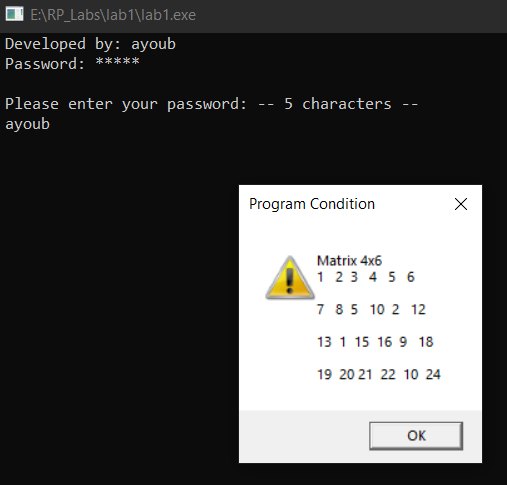 E:\RP_Labs\lab1\lab1.exe
Developed by: ayoub
Password: *****
Please enter your password: -- 5 characters --
ayoub
Program Condition
Matrix 4x6
1 2 3 4 5 6
7 8 5 10 2 12
13 1 15 16 9 18
19 20 21 22 10 24
OK